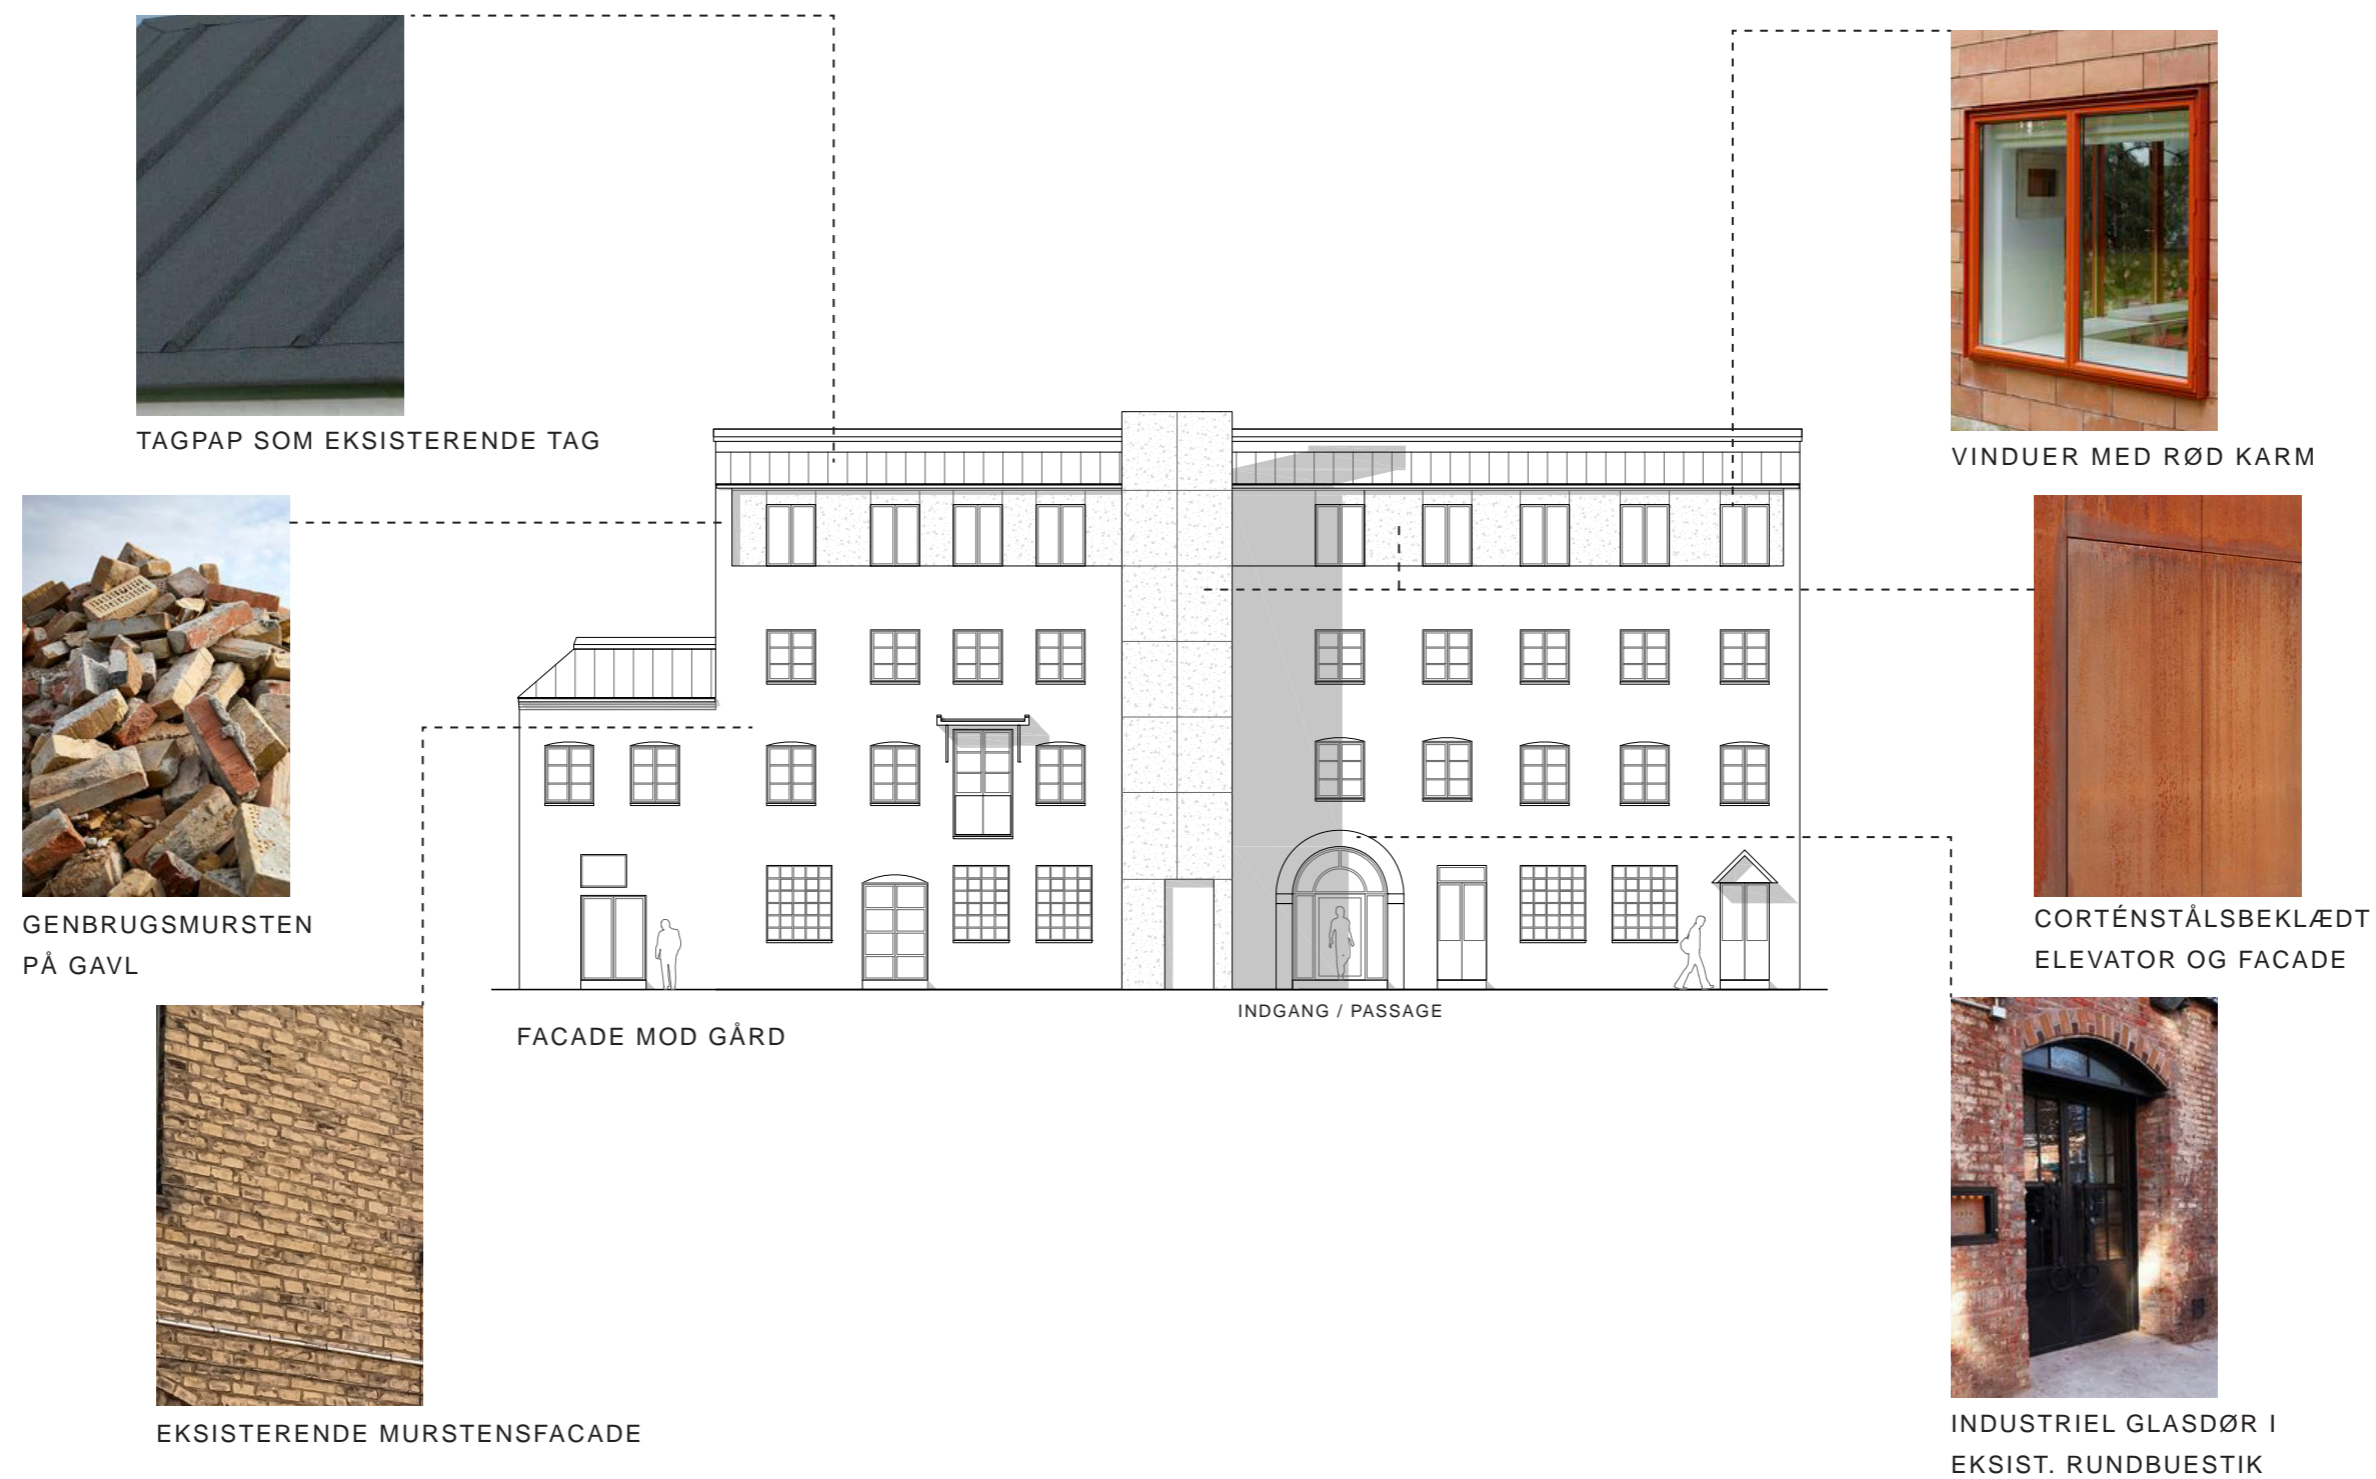 TAGPAP SOM EKSISTERENDE TAG
VINDUER MED RØD KARM
GENBRUGSMURSTEN
PÅ GAVL
CORTÉNSTÅLSBEKLÆDT
ELEVATOR OG FACADE
INDGANG / PASSAGE
FACADE MOD GÅRD
EKSISTERENDE MURSTENSFACADE
INDUSTRIEL GLASDØR I
EKSIST. RUNDBUESTIK